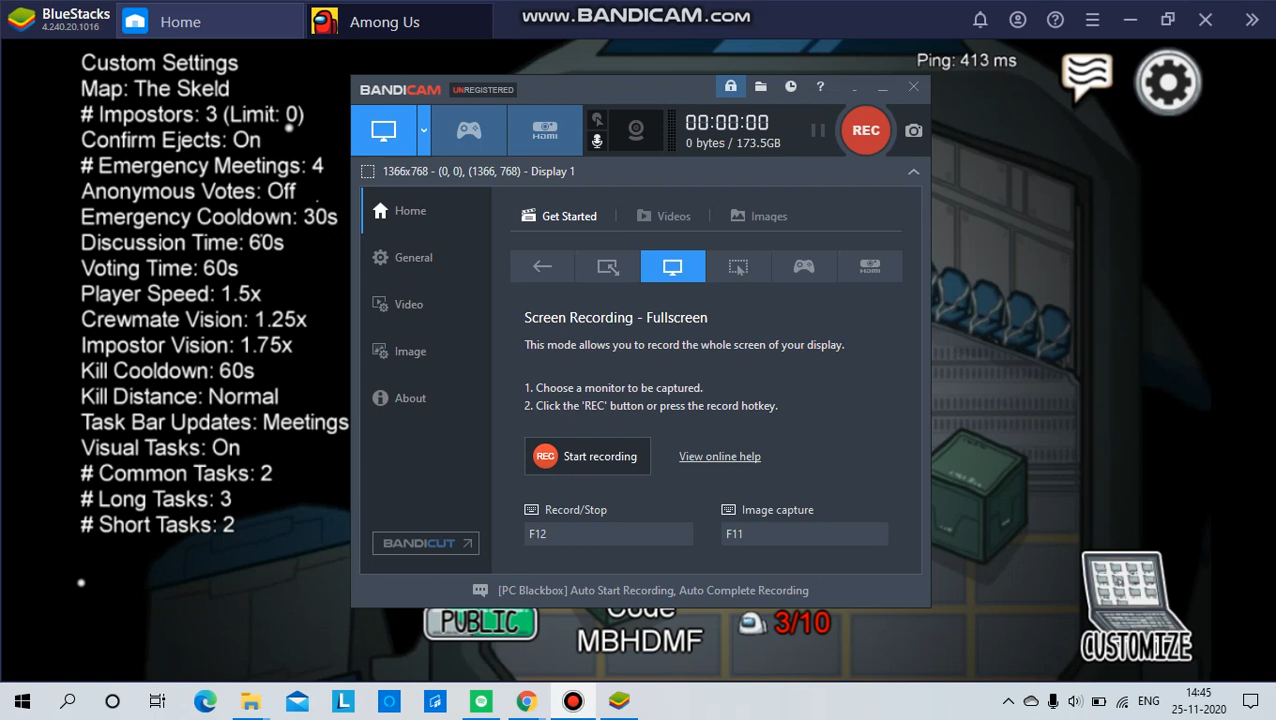 BlueStacks
4.240.20.1016
Home
Among Us
www.BANDICAM.com
Custom Settings
Map: The Skeld
# Impostors: 3 (Limit: 0)
Confirm Ejects: On
# Emergency Meetings: 4
Anonymous Votes: Off
Emergency Cooldown: 30s
Discussion Time: 60s
Voting Time: 60s
Player Speed: 1.5x
Crewmate Vision: 1.25x
Impostor Vision: 1.75x
Kill Cooldown: 60s
Kill Distance: Normal
Task Bar Updates: Meetings
Visual Tasks: On
# Common Tasks: 2
# Long Tasks: 3
# Short Tasks: 2
Ping: 413 ms
BANDICAM UNREGISTERED
HDMI
00:00:00
0 bytes / 173.5GB
REC
1366x768 - (0, 0), (1366, 768) - Display 1
Home
General
Video
Image
About
BANDICUT
Get Started
Videos
Images
HDMI
Screen Recording - Fullscreen
This mode allows you to record the whole screen of your display.
1. Choose a monitor to be captured.
2. Click the 'REC' button or press the record hotkey.
REC Start recording
View online help
Record/Stop
Image capture
F12
F11
[PC Blackbox] Auto Start Recording, Auto Complete Recording
PUBLIC
Code
MBHDMF
3/10
CUSTOMIZE
ENG
14:45
25-11-2020